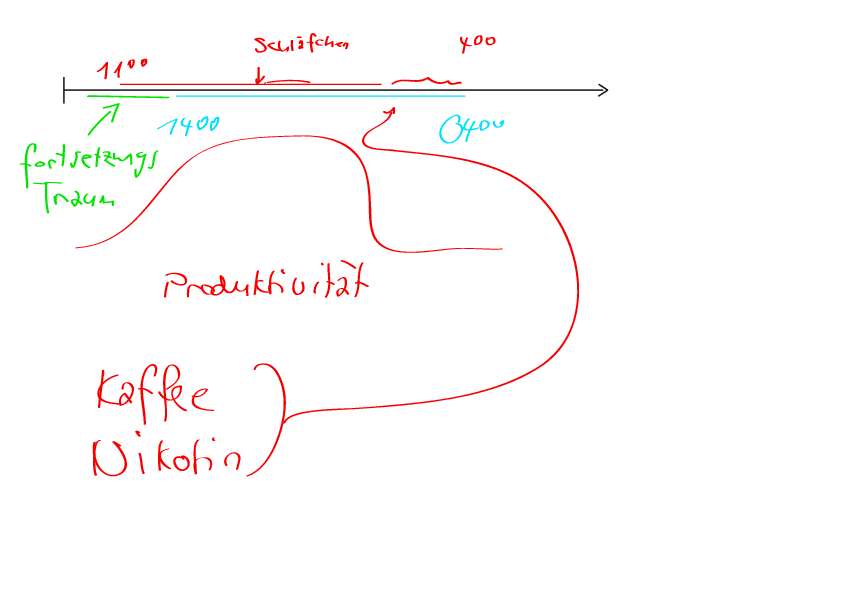 Schläfchen
400
1100
1400
0400
fortsetzungs
Traum
Produktivität
Kaffee
Nikotin